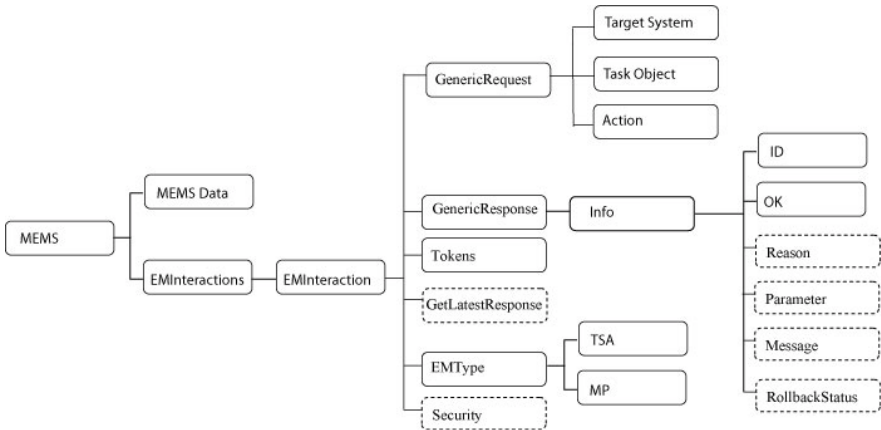 Target System
GenericRequest
Task Object
Action
ID
MEMS Data
GenericResponse
Info
OK
MEMS
Tokens
Reason
EMInteractions
EMInteraction
GetLatestResponse
Parameter
TSA
Message
EMType
MP
RollbackStatus
Security